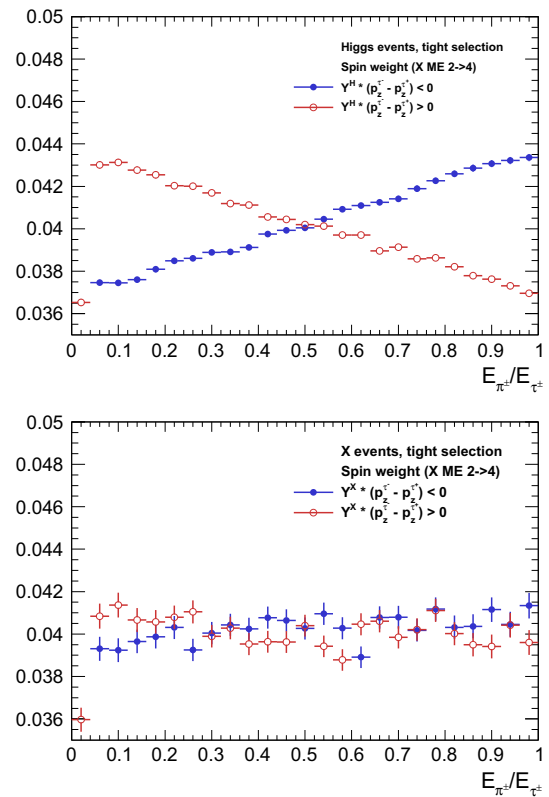 0.05
0.048
0.046
0.044
0.042
0.04
0.038
0.036
Higgs events, tight selection
Spin weight (X ME 2->4)
Y^H * (p_z^{τ^-} - p_z^{τ^+}) < 0
Y^H * (p_z^{τ^-} - p_z^{τ^+}) > 0
0 0.1 0.2 0.3 0.4 0.5 0.6 0.7 0.8 0.9 1
E_{π^±}/E_{τ^±}
0.05
0.048
0.046
0.044
0.042
0.04
0.038
0.036
X events, tight selection
Spin weight (X ME 2->4)
Y^X * (p_z^{τ^-} - p_z^{τ^+}) < 0
Y^X * (p_z^{τ^-} - p_z^{τ^+}) > 0
0 0.1 0.2 0.3 0.4 0.5 0.6 0.7 0.8 0.9 1
E_{π^±}/E_{τ^±}